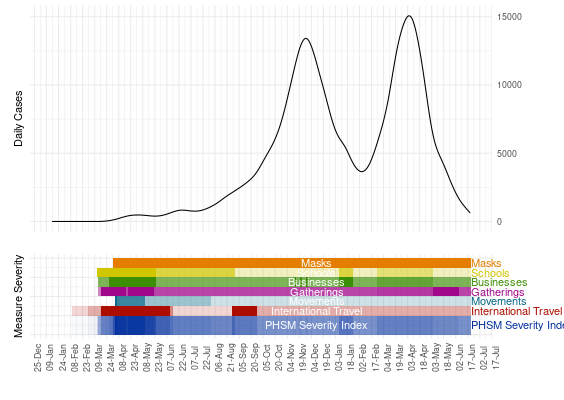 15000
10000
5000
0
Daily Cases
Measure Severity
Masks Masks
Schools Schools
Businesses Businesses
Gatherings Gatherings
Movements Movements
International Travel International Travel
PHSM Severity Index PHSM Severity Inde
25-Dec
09-Jan
24-Jan
08-Feb
23-Feb
09-Mar
24-Mar
08-Apr
23-Apr
08-May
23-May
07-Jun
22-Jun
07-Jul
22-Jul
06-Aug
21-Aug
05-Sep
20-Sep
05-Oct
20-Oct
04-Nov
19-Nov
04-Dec
19-Dec
03-Jan
18-Jan
02-Feb
17-Feb
04-Mar
19-Mar
03-Apr
18-Apr
03-May
18-May
02-Jun
17-Jun
02-Jul
17-Jul